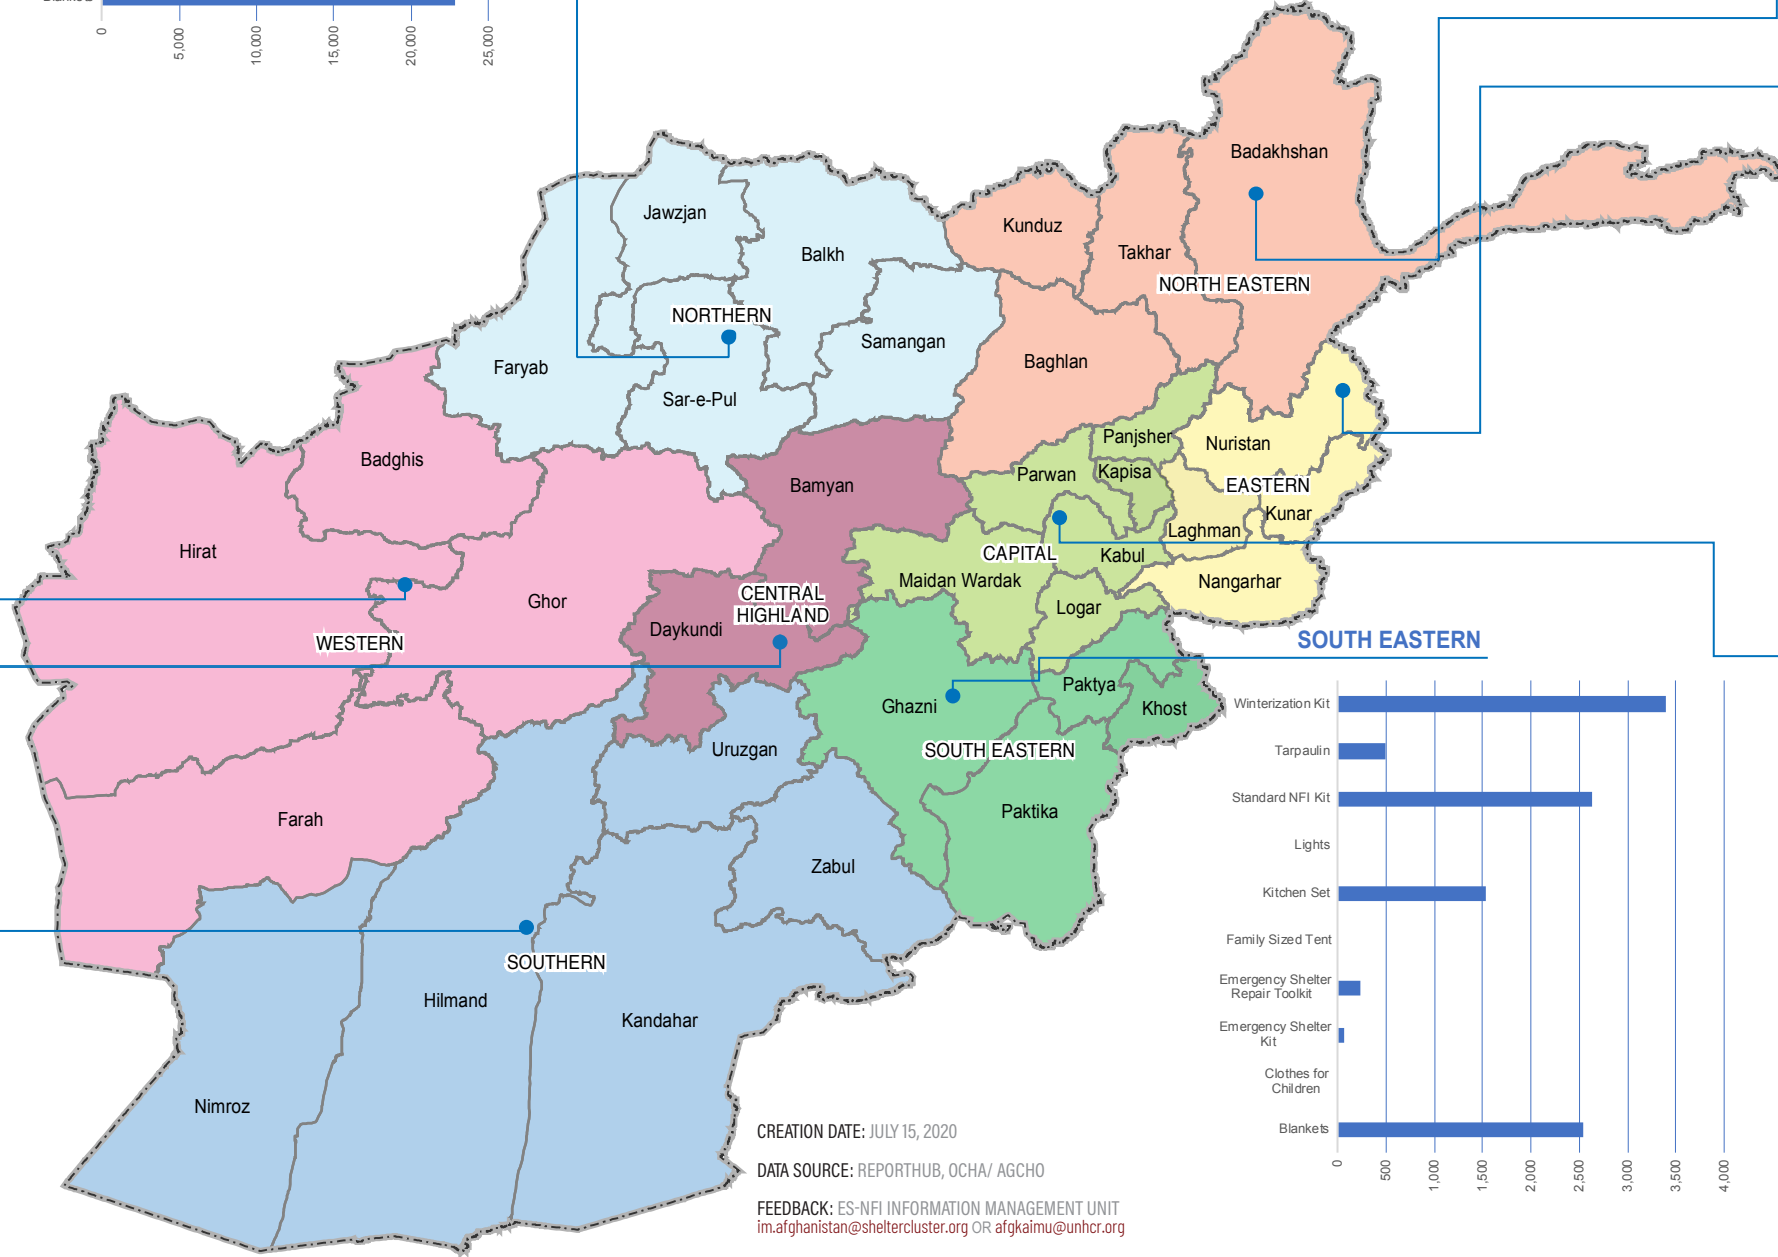 Blankets
0
5,000
10,000
15,000
20,000
25,000
Badakhshan
Jawzjan
Kunduz
Balkh
Takhar
NORTH EASTERN
NORTHERN
Samangan
Baghlan
Faryab
Sar-e-Pul
Panjsher
Nuristan
Badghis
Kapisa
Parwan
Bamyan
EASTERN
Kunar
Laghman
Hirat
CAPITAL
Kabul
Maidan Wardak
Nangarhar
CENTRAL
HIGHLAND
Ghor
Logar
Daykundi
WESTERN
SOUTH EASTERN
Paktya
Ghazni
Khost
Uruzgan
SOUTH EASTERN
Paktika
Farah
Zabul
SOUTHERN
Hilmand
Kandahar
Nimroz
Winterization Kit
Tarpaulin
Standard NFI Kit
Lights
Kitchen Set
Family Sized Tent
Emergency Shelter
Repair Toolkit
Emergency Shelter
Kit
Clothes for
Children
Blankets
0
500
1,000
1,500
2,000
2,500
3,000
3,500
4,000
CREATION DATE: JULY 15, 2020
DATA SOURCE: REPORTHUB, OCHA/ AGCHO
FEEDBACK: ES-NFI INFORMATION MANAGEMENT UNIT
im.afghanistan@sheltercluster.org OR afgkaimu@unhcr.org